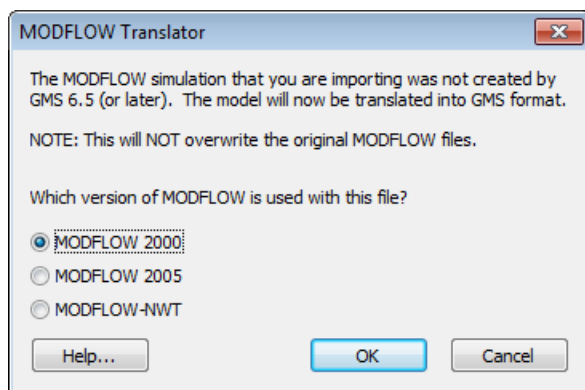 MODFLOW Translator
The MODFLOW simulation that you are importing was not created by
GMS 6.5 (or later). The model will now be translated into GMS format.
NOTE: This will NOT overwrite the original MODFLOW files.
Which version of MODFLOW is used with this file?
MODFLOW 2000
MODFLOW 2005
MODFLOW-NWT
Help... OK Cancel